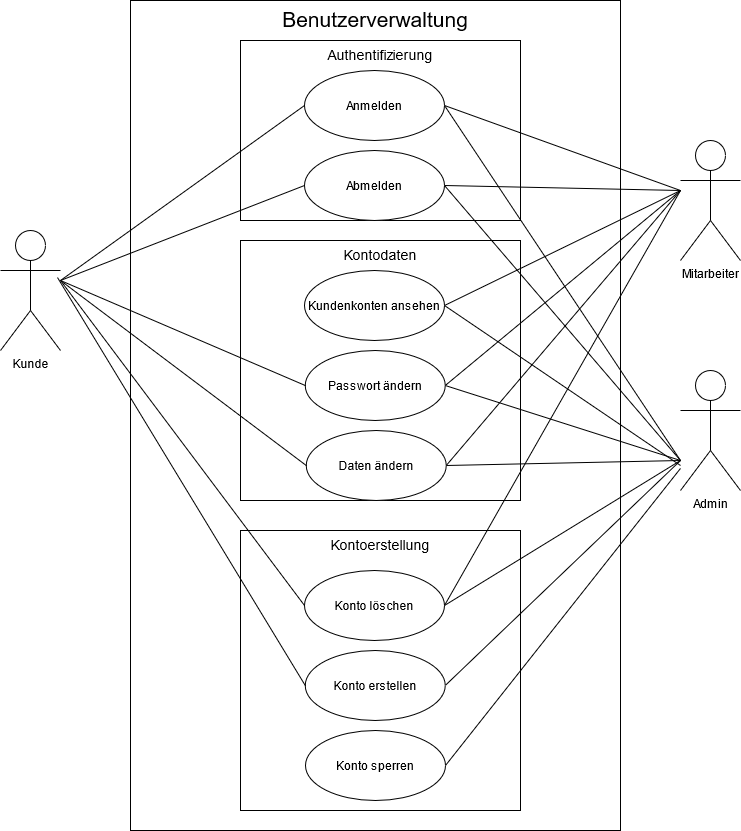 Benutzerverwaltung
Authentifizierung
Anmelden
Abmelden
Kontodaten
Kundenkonten ansehen
Passwort ändern
Daten ändern
Kontoerstellung
Konto löschen
Konto erstellen
Konto sperren
Kunde
Mitarbeiter
Admin